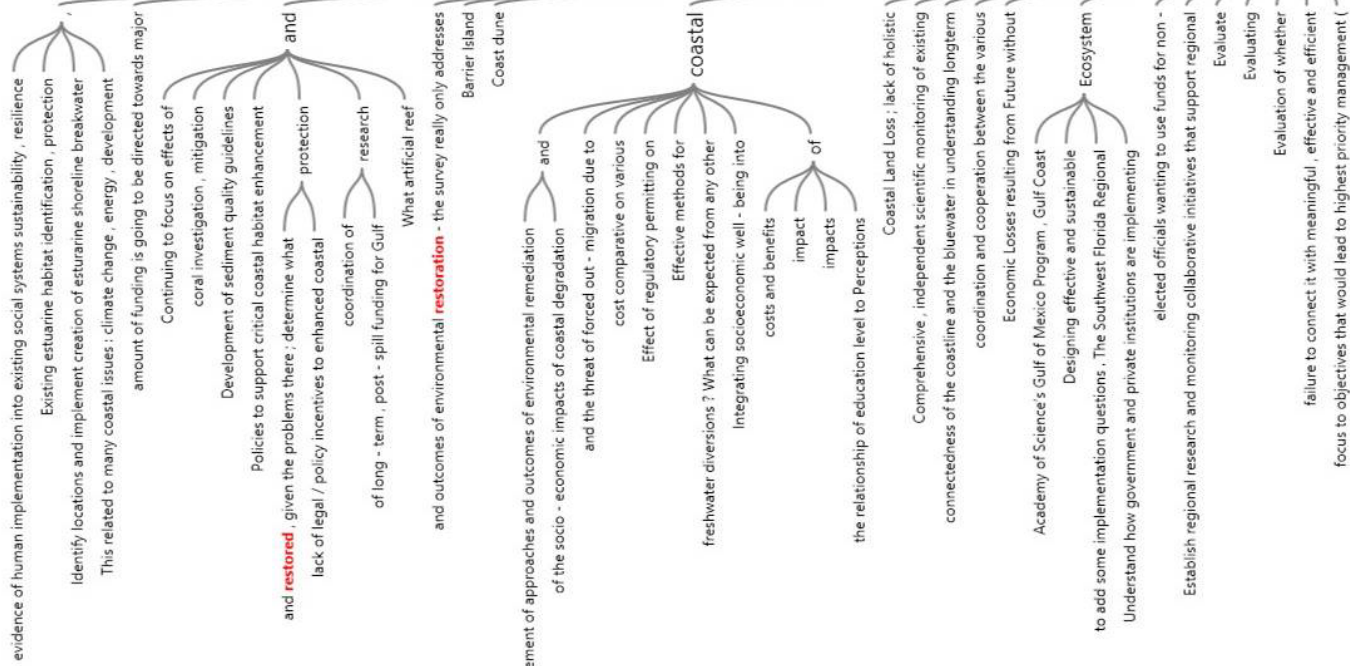 evidence of human implementation into existing social systems sustainability , resilience
Existing estuarine habitat identification , protection
Identify locations and implement creation of esturarine shoreline breakwater
This related to many coastal issues : climate change , energy , development
,
amount of funding is going to be directed towards major
Continuing to focus on effects of
coral investigation , mitigation
Development of sediment quality guidelines
Policies to support critical coastal habitat enhancement
and restored , given the problems there ; determine what
lack of legal / policy incentives to enhanced coastal
protection
coordination of
of long - term , post - spill funding for Gulf
research
What artificial reef
and
and outcomes of environmental restoration - the survey really only addresses
Barrier Island
Coast dune
ement of approaches and outcomes of environmental remediation
of the socio - economic impacts of coastal degradation
and
and the threat of forced out - migration due to
cost comparative on various
Effect of regulatory permitting on
Effective methods for
freshwater diversions ? What can be expected from any other
Integrating socioeconomic well - being into
costs and benefits
impact
impacts
the relationship of education level to Perceptions
of
coastal
Coastal Land Loss ; lack of holistic
Comprehensive , independent scientific monitoring of existing
connectedness of the coastline and the bluewater in understanding longterm
coordination and cooperation between the various
Economic Losses resulting from Future without
Academy of Science's Gulf of Mexico Program , Gulf Coast
Designing effective and sustainable
to add some implementation questions . The Southwest Florida Regional
Understand how government and private institutions are implementing
Ecosystem
elected officials wanting to use funds for non -
Establish regional research and monitoring collaborative initiatives that support regional
Evaluate
Evaluating
Evaluation of whether
failure to connect it with meaningful , effective and efficient
focus to objectives that would lead to highest priority management (